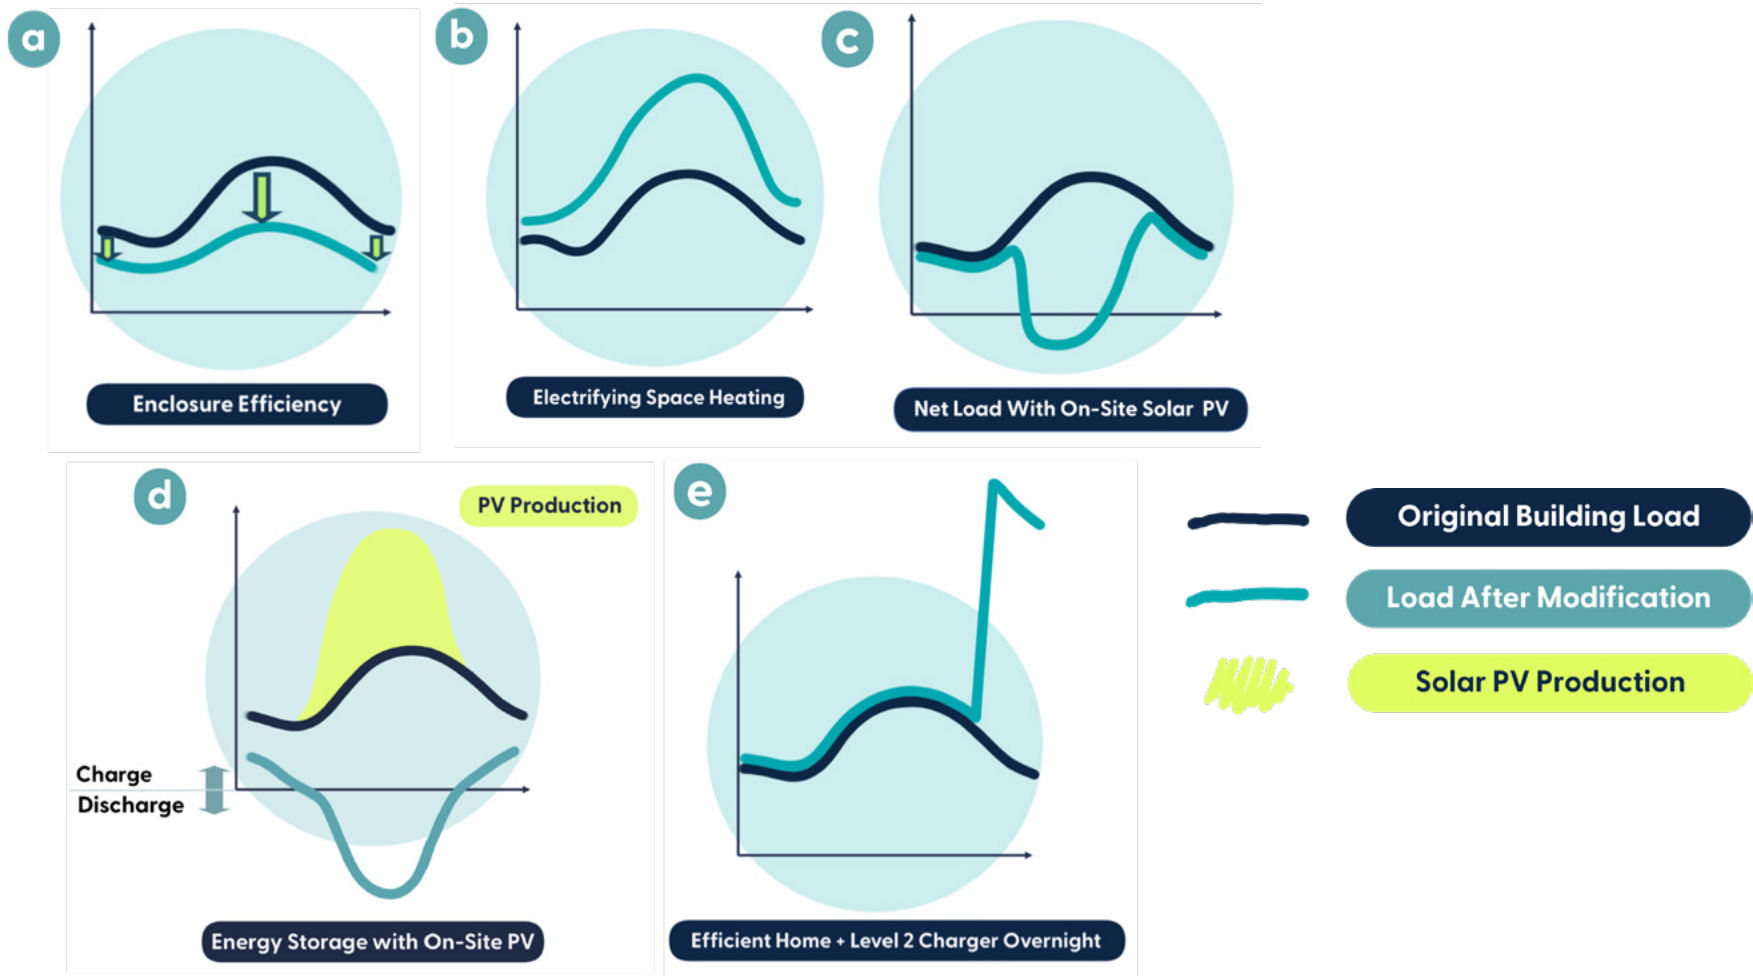 a
b
c
Enclosure Efficiency
Electrifying Space Heating
Net Load With On-Site Solar PV
d
PV Production
e
Charge
Discharge
Energy Storage with On-Site PV
Efficient Home + Level 2 Charger Overnight
Original Building Load
Load After Modification
Solar PV Production